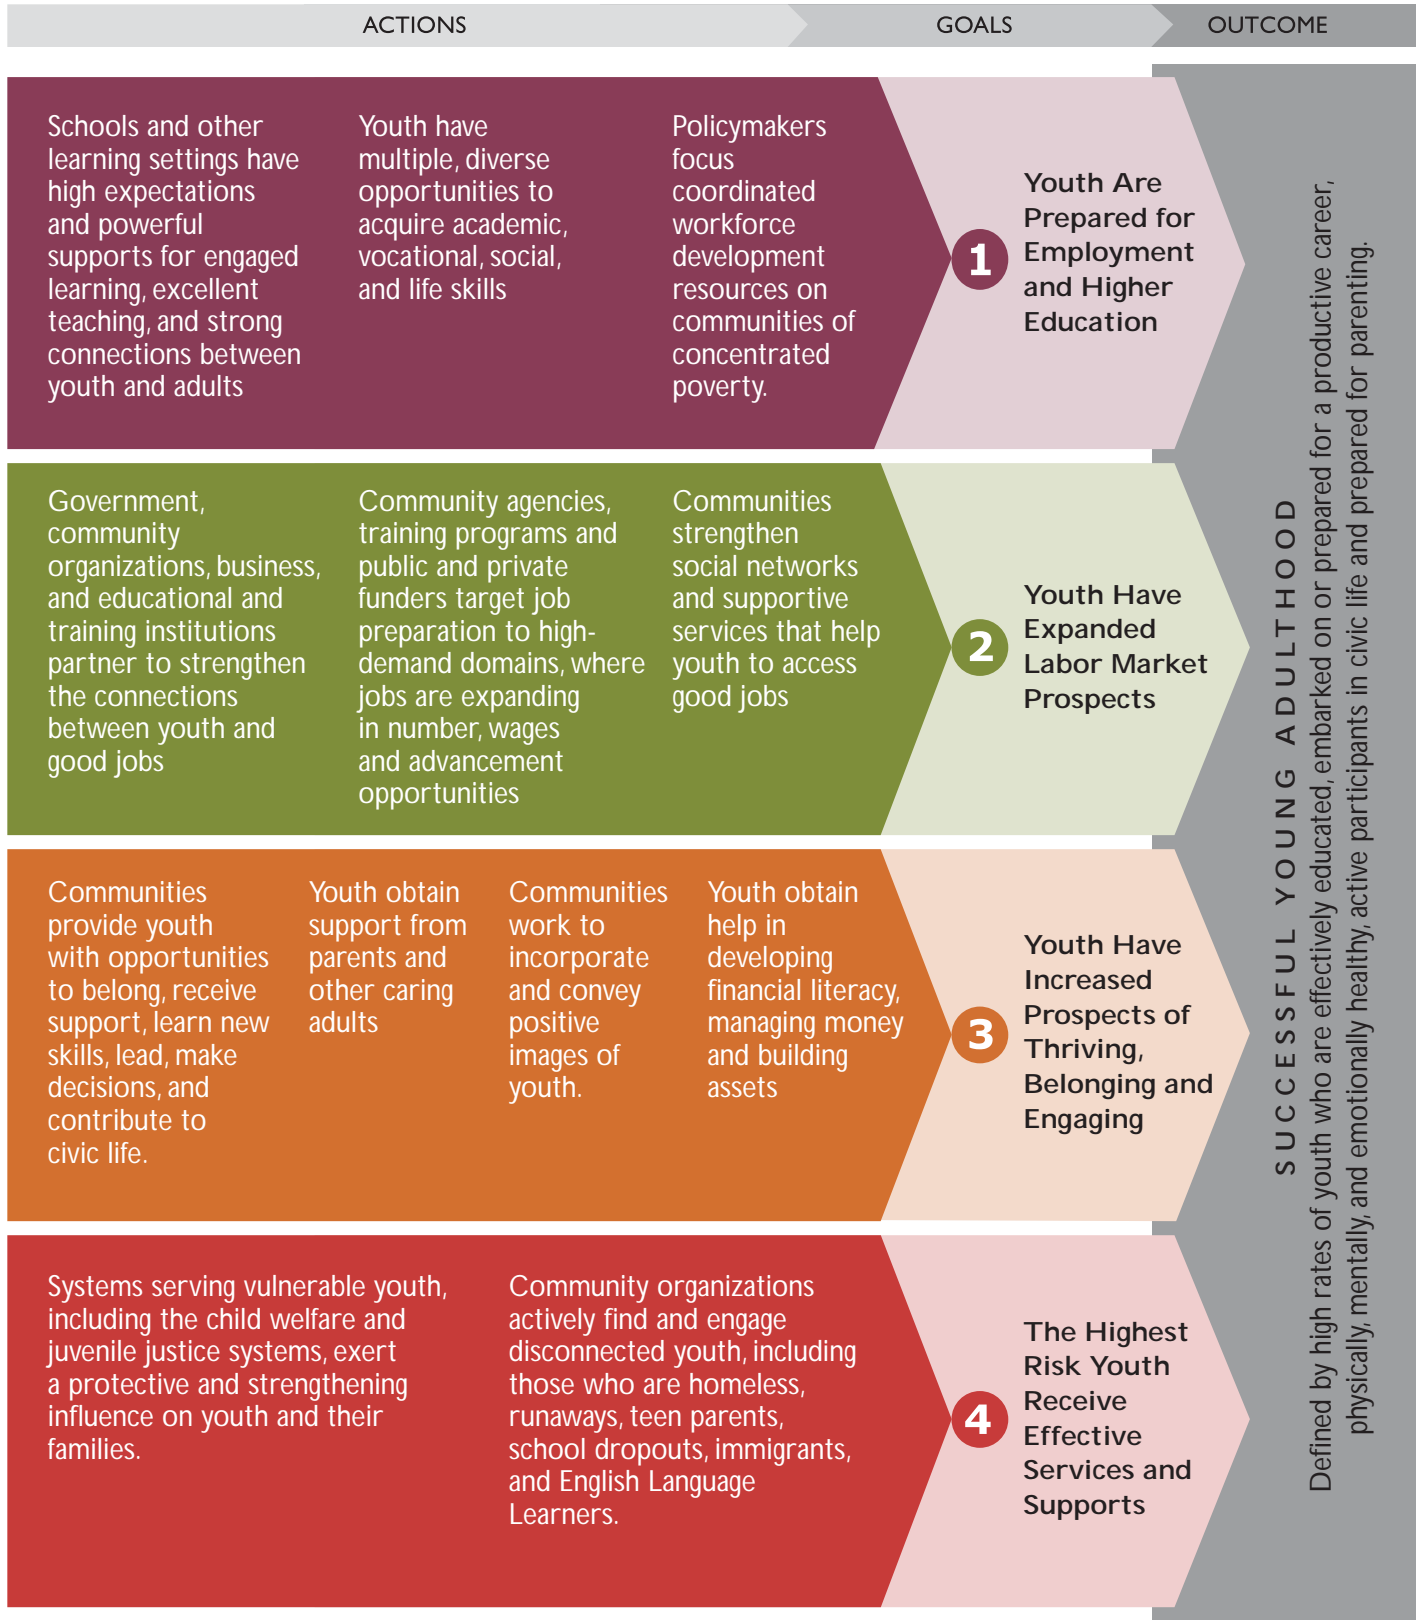 ACTIONS
GOALS
OUTCOME
Schools and other
learning settings have
high expectations
and powerful
supports for engaged
learning, excellent
teaching, and strong
connections between
youth and adults
Youth have
multiple, diverse
opportunities to
acquire academic,
vocational, social,
and life skills
Policymakers
focus
coordinated
workforce
development
resources on
communities of
concentrated
poverty.
1
Youth Are
Prepared for
Employment
and Higher
Education
Government,
community
organizations, business,
and educational and
training institutions
partner to strengthen
the connections
between youth and
good jobs
Community agencies,
training programs and
public and private
funders target job
preparation to high-
demand domains, where
jobs are expanding
in number, wages
and advancement
opportunities
Communities
strengthen
social networks
and supportive
services that help
youth to access
good jobs
2
Youth Have
Expanded
Labor Market
Prospects
Communities
provide youth
with opportunities
to belong, receive
support, learn new
skills, lead, make
decisions, and
contribute to
civic life.
Youth obtain
support from
parents and
other caring
adults
Communities
work to
incorporate
and convey
positive
images of
youth.
Youth obtain
help in
developing
financial literacy,
managing money
and building
assets
3
Youth Have
Increased
Prospects of
Thriving,
Belonging and
Engaging
Systems serving vulnerable youth,
including the child welfare and
juvenile justice systems, exert
a protective and strengthening
influence on youth and their
families.
Community organizations
actively find and engage
disconnected youth, including
those who are homeless,
runaways, teen parents,
school dropouts, immigrants,
and English Language
Learners.
4
The Highest
Risk Youth
Receive
Effective
Services and
Supports
SUCCESSFUL YOUNG ADULTHOOD
Defined by high rates of youth who are effectively educated, embarked on or prepared for a productive career,
physically, mentally, and emotionally healthy, active participants in civic life and prepared for parenting.